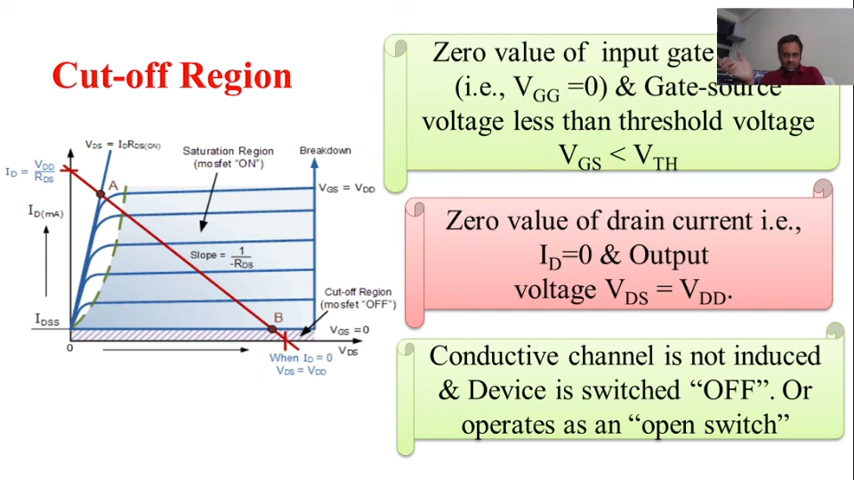 Cut-off Region
V_DS = I_D R_DS(ON)
I_D = V_DD / R_DS
A
Saturation Region
(mosfet "ON")
Breakdown
V_GS = V_DD
I_D(mA)
Slope = 1 / -R_DS
Cut-off Region
(mosfet "OFF")
I_DSS
B
V_GS = 0
0
V_DS
When I_D = 0
V_DS = V_DD
Zero value of input gate
(i.e., V_GG =0) & Gate-source
voltage less than threshold voltage
V_GS < V_TH
Zero value of drain current i.e.,
I_D=0 & Output
voltage V_DS = V_DD.
Conductive channel is not induced
& Device is switched “OFF”. Or
operates as an “open switch”